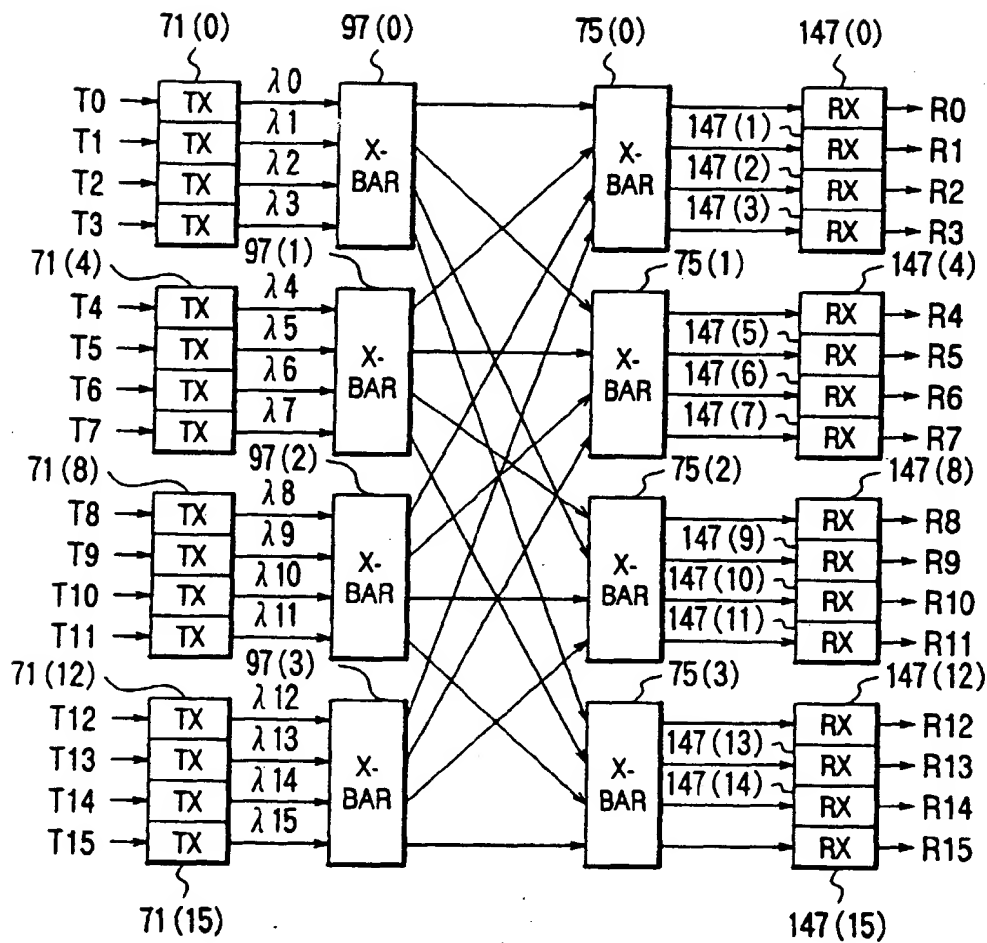 71(0) 97(0) 75(0) 147(0)
T0 TX λ0 RX R0
T1 TX λ1 147(1) RX R1
T2 TX λ2 X-BAR X-BAR 147(2) RX R2
T3 TX λ3 147(3) RX R3
71(4) 97(1) 75(1) 147(4)
T4 TX λ4 RX R4
T5 TX λ5 147(5) RX R5
T6 TX λ6 X-BAR X-BAR 147(6) RX R6
T7 TX λ7 147(7) RX R7
71(8) 97(2) 75(2) 147(8)
T8 TX λ8 RX R8
T9 TX λ9 147(9) RX R9
T10 TX λ10 X-BAR X-BAR 147(10) RX R10
T11 TX λ11 147(11) RX R11
71(12) 97(3) 75(3) 147(12)
T12 TX λ12 RX R12
T13 TX λ13 147(13) RX R13
T14 TX λ14 X-BAR X-BAR 147(14) RX R14
T15 TX λ15 RX R15
71(15) 147(15)